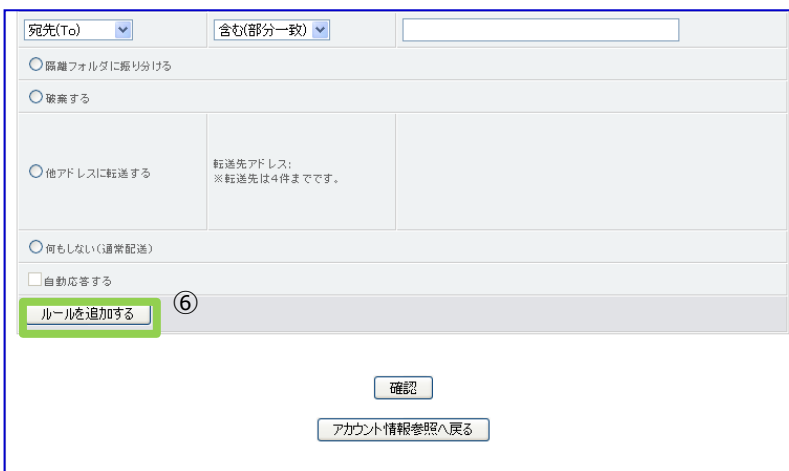 宛先(To) 含む(部分一致)
隔離フォルダに振り分ける
破棄する
他アドレスに転送する
転送先アドレス:
※転送先は4件までです。
何もしない(通常配送)
自動応答する
ルールを追加する ⑥
確認
アカウント情報参照へ戻る